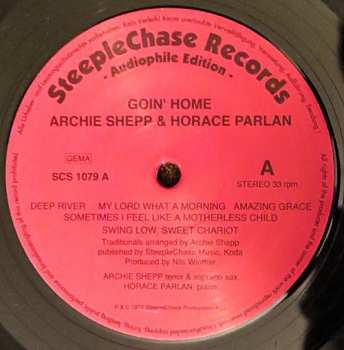 SteepleChase Records
- Audiophile Edition -
GOIN' HOME
ARCHIE SHEPP & HORACE PARLAN
GEMA
SCS 1079 A
A
STEREO 33 rpm
DEEP RIVER MY LORD WHAT A MORNING AMAZING GRACE
SOMETIMES I FEEL LIKE A MOTHERLESS CHILD
SWING LOW, SWEET CHARIOT
Traditionals arranged by Archie Shepp
published by SteepleChase Music, Koda
Produced by Nils Winther
ARCHIE SHEPP tenor & soprano sax
HORACE PARLAN, piano
SteepleChase Productions